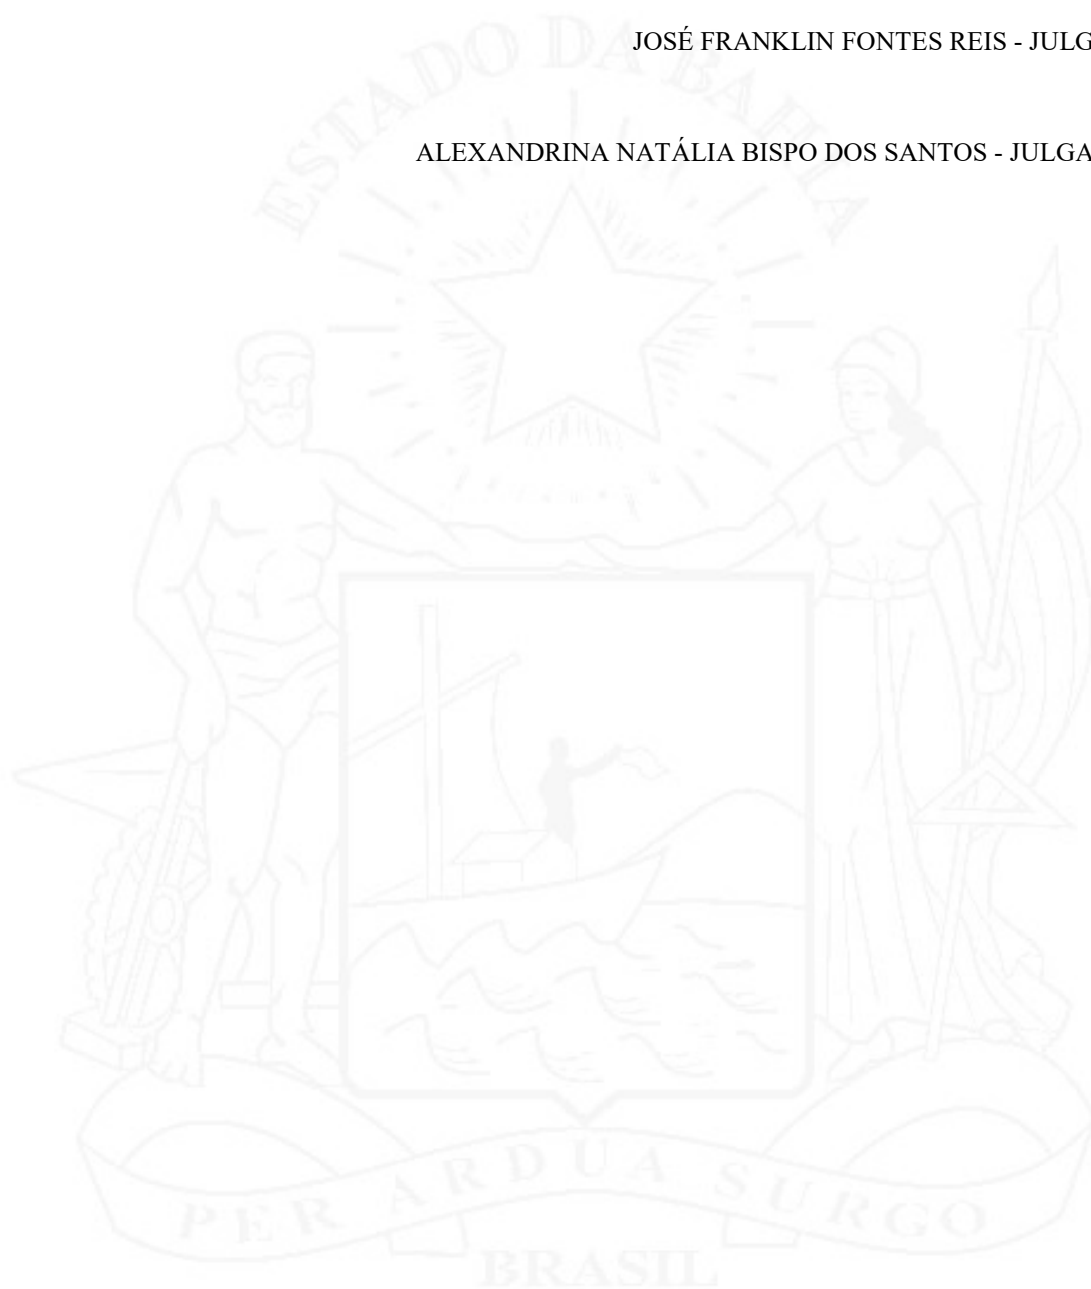 ESTADO DA BAHIA
JOSÉ FRANKLIN FONTES REIS - JULG
ALEXANDRINA NATÁLIA BISPO DOS SANTOS - JULGA
PER ARDUA SURGO
BRASIL